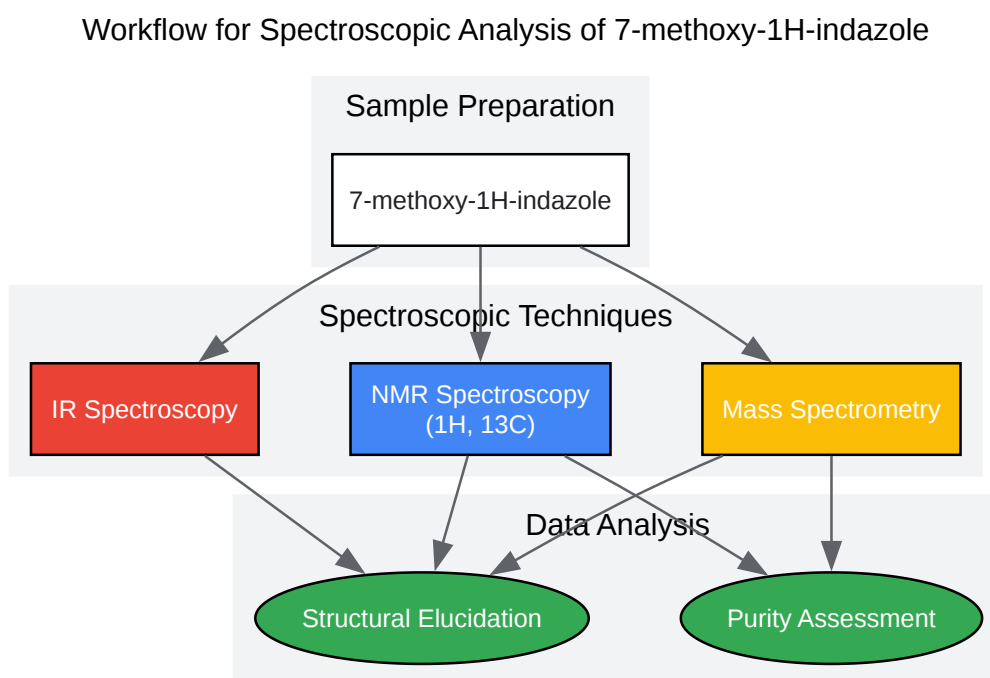 Workflow for Spectroscopic Analysis of 7-methoxy-1H-indazole
Sample Preparation
7-methoxy-1H-indazole
Spectroscopic Techniques
IR Spectroscopy
NMR Spectroscopy
(1H, 13C)
Mass Spectrometry
Data Analysis
Structural Elucidation
Purity Assessment